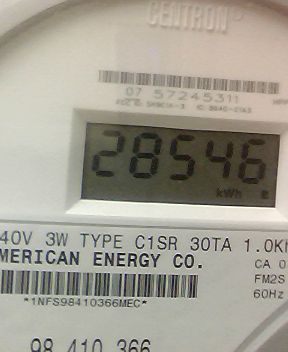 CENTRON®
07 57245311
28546
kWh
40V 3W TYPE C1SR 30TA 1.0K
MERICAN ENERGY CO.
CA 0
FM2S
60Hz
*1NFS98410366MEC*
98 410 366